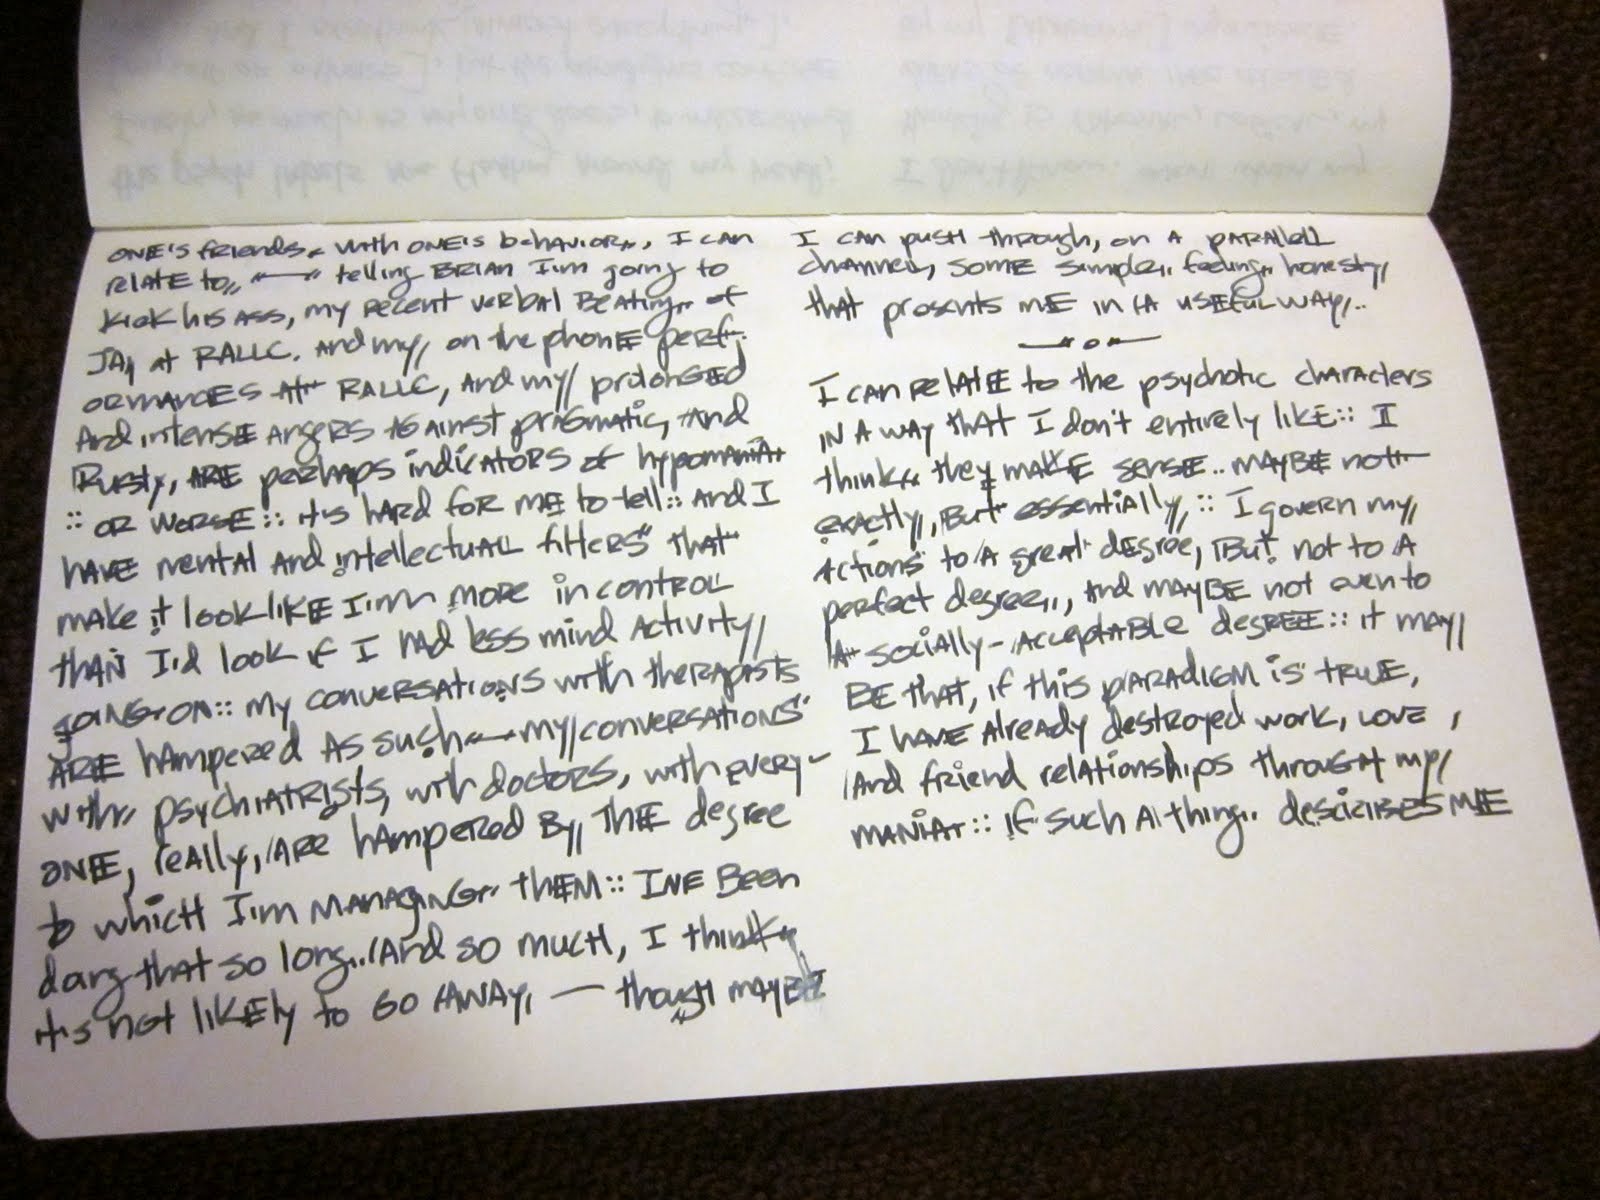 ONE'S friends, with ONE'S behaviors, I CAN
RELATE to,, telling BRIAN I'm going to
kick his ASS, my recent verbal Beating,, of
JAy at RALLC. And my, on the phone perf-
ORMANCES At RALLC, And my prolonged
And intense Angers AgAinst prAgmatic, And
Rusty, ARE perhaps indicators of hypomania
:: OR WORSE:: it's hard for ME to tell:: And I
HAVE mental And intellectual filters that
make it look like I'm more in control
than I'd look if I had less mind Activity,
going on:: my conversations with therapists
ARE hampered As such — my conversations
with, psychiatrists, with doctors, with every-
ONE, really, ARE hAmpered By, THE degree
to which I'm MANAGING,, THEM:: I'VE Been
doing that so long.. And so much, I think,
it's not likely to GO AWAY, — though MAYBE
I can push through, on A PARAllEl
channel, SOME simple,, feeling,, honesty,
that presents ME in A USEFUL WAY,..
—o—
I CAN RELATE to the psychotic characters
IN A WAY that I don't entirely like:: I
think,, they MAKE SENSE.. MAYBE not
exactly, But essentially, :: I govern my,
Actions to A great degree, But not to A
perfect degree,,, And mayBE not even to
A socially-AccEptABLE degREE:: it may,
BE that, if this pARADIGM is TRUE,
I HAVE Already destroyed work, LOVE,
And friend relationships through my,
MANIA:: if such A thing.. desCRIBES ME